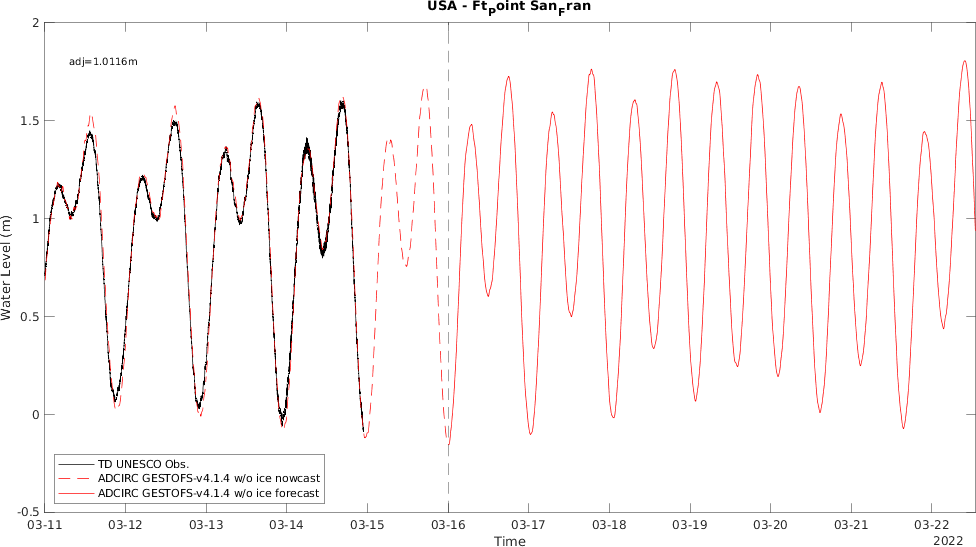 USA - FtPoint SanFran
adj=1.0116m
2
1.5
1
0.5
0
-0.5
Water Level (m)
TD UNESCO Obs.
ADCIRC GESTOFS-v4.1.4 w/o ice nowcast
ADCIRC GESTOFS-v4.1.4 w/o ice forecast
03-11 03-12 03-13 03-14 03-15 03-16 03-17 03-18 03-19 03-20 03-21 03-22
Time
2022